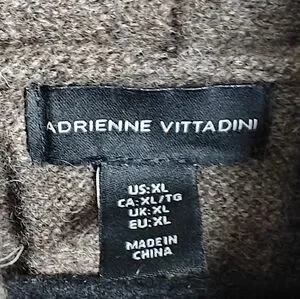 ADRIENNE VITTADINI
US:XL
CA:XL/TG
UK:XL
EU:XL
MADE IN
CHINA